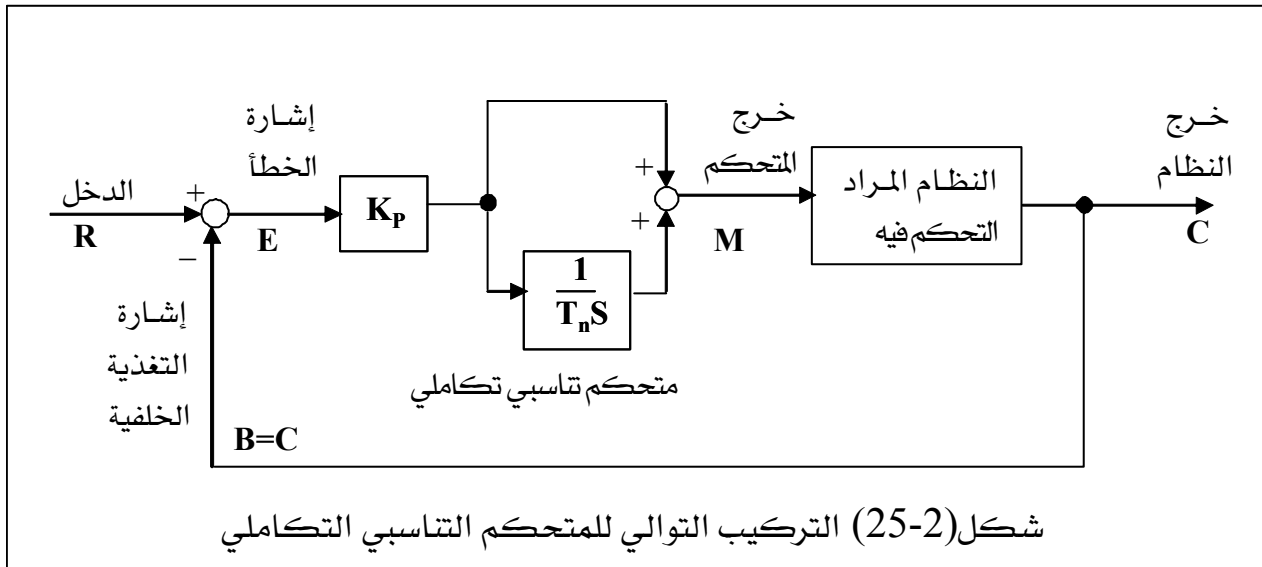 خرج
النظام
خرج
المتحكم
إشارة
الخطأ
الدخل
R
+
−
E
K_P
+
+
M
النظام المراد
التحكم فيه
C
1
T_nS
متحكم تناسبي تكاملي
إشارة
التغذية
الخلفية
B=C
شكل(2-25) التركيب التوالي للمتحكم التناسبي التكاملي